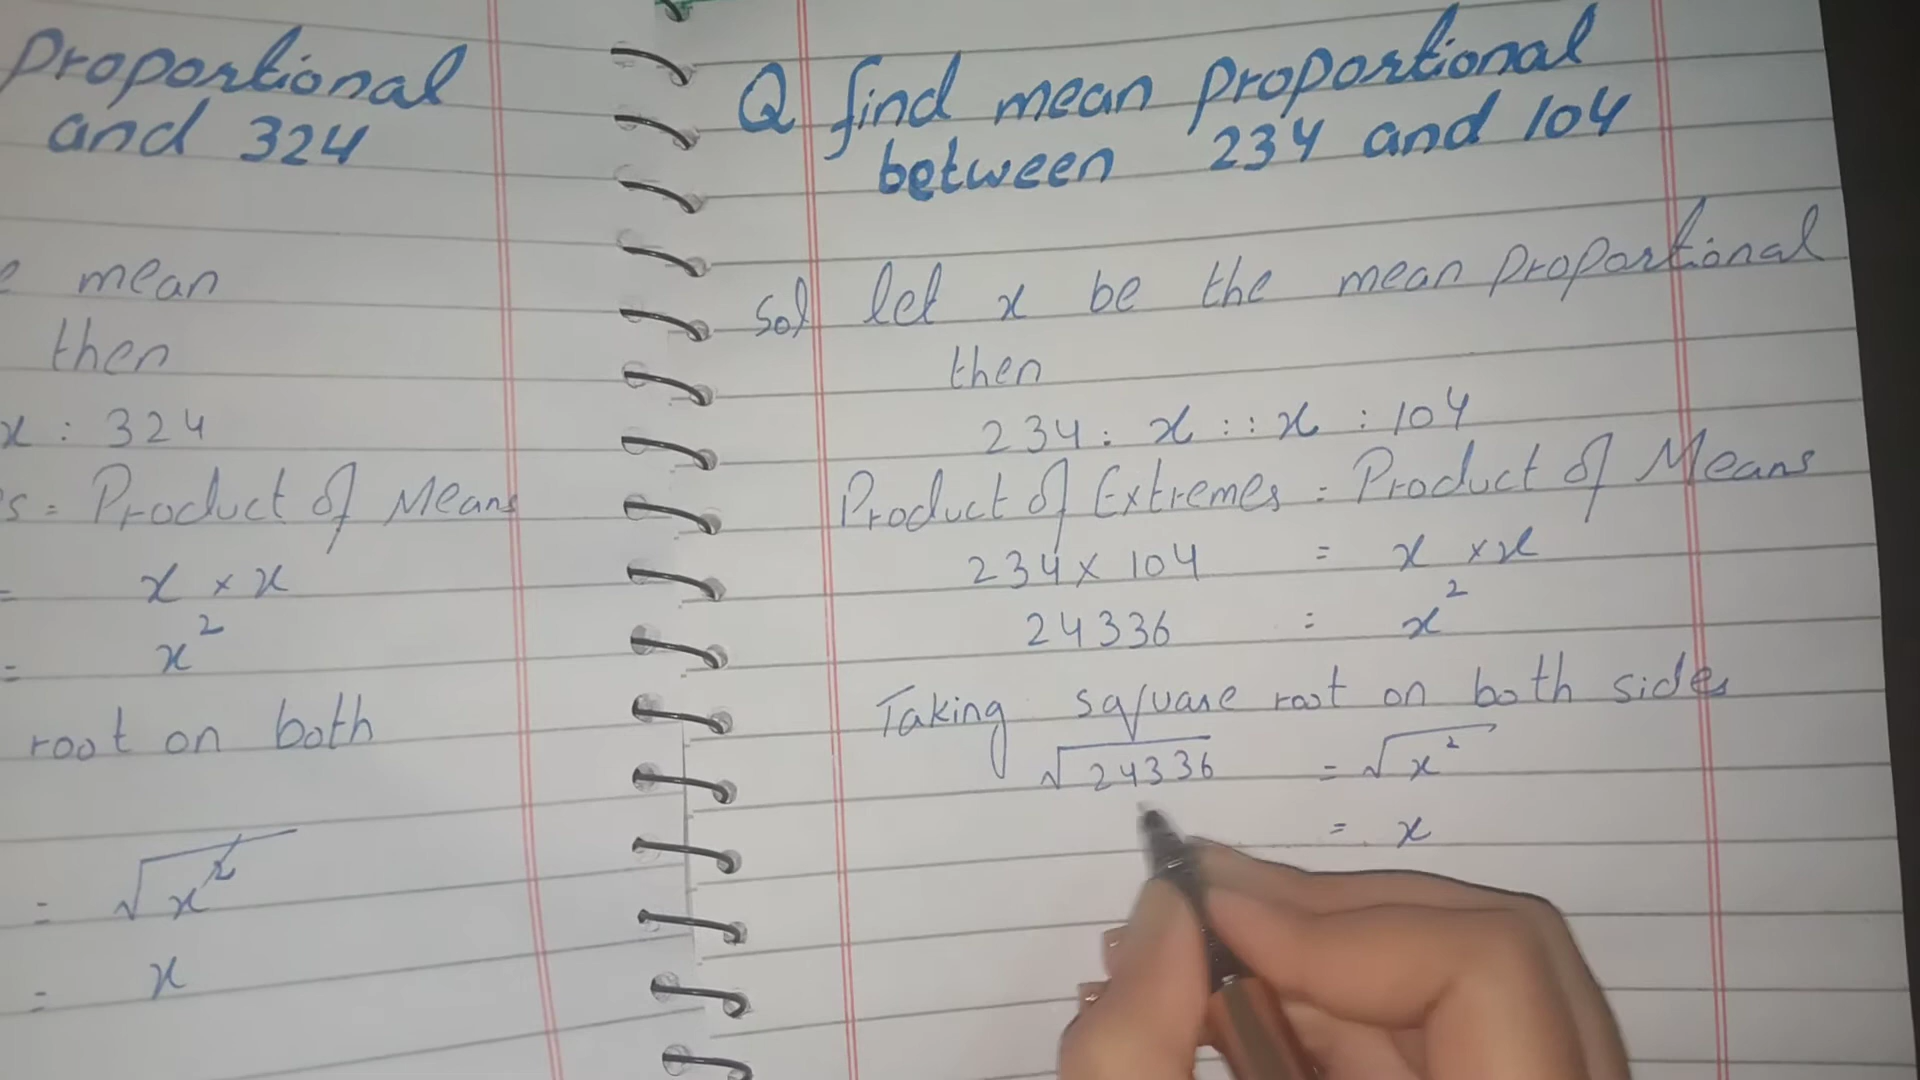 Proportional
and 324
mean
then
x : 324
s = Product of Means
= x × x
= x²
root on both
= √x²
= x
Q find mean proportional
between 234 and 104
Sol let x be the mean proportional
then
234 : x :: x : 104
Product of Extremes = Product of Means
234 × 104 = x × x
24336 = x²
Taking square root on both sides
√24336 = √x²
= x